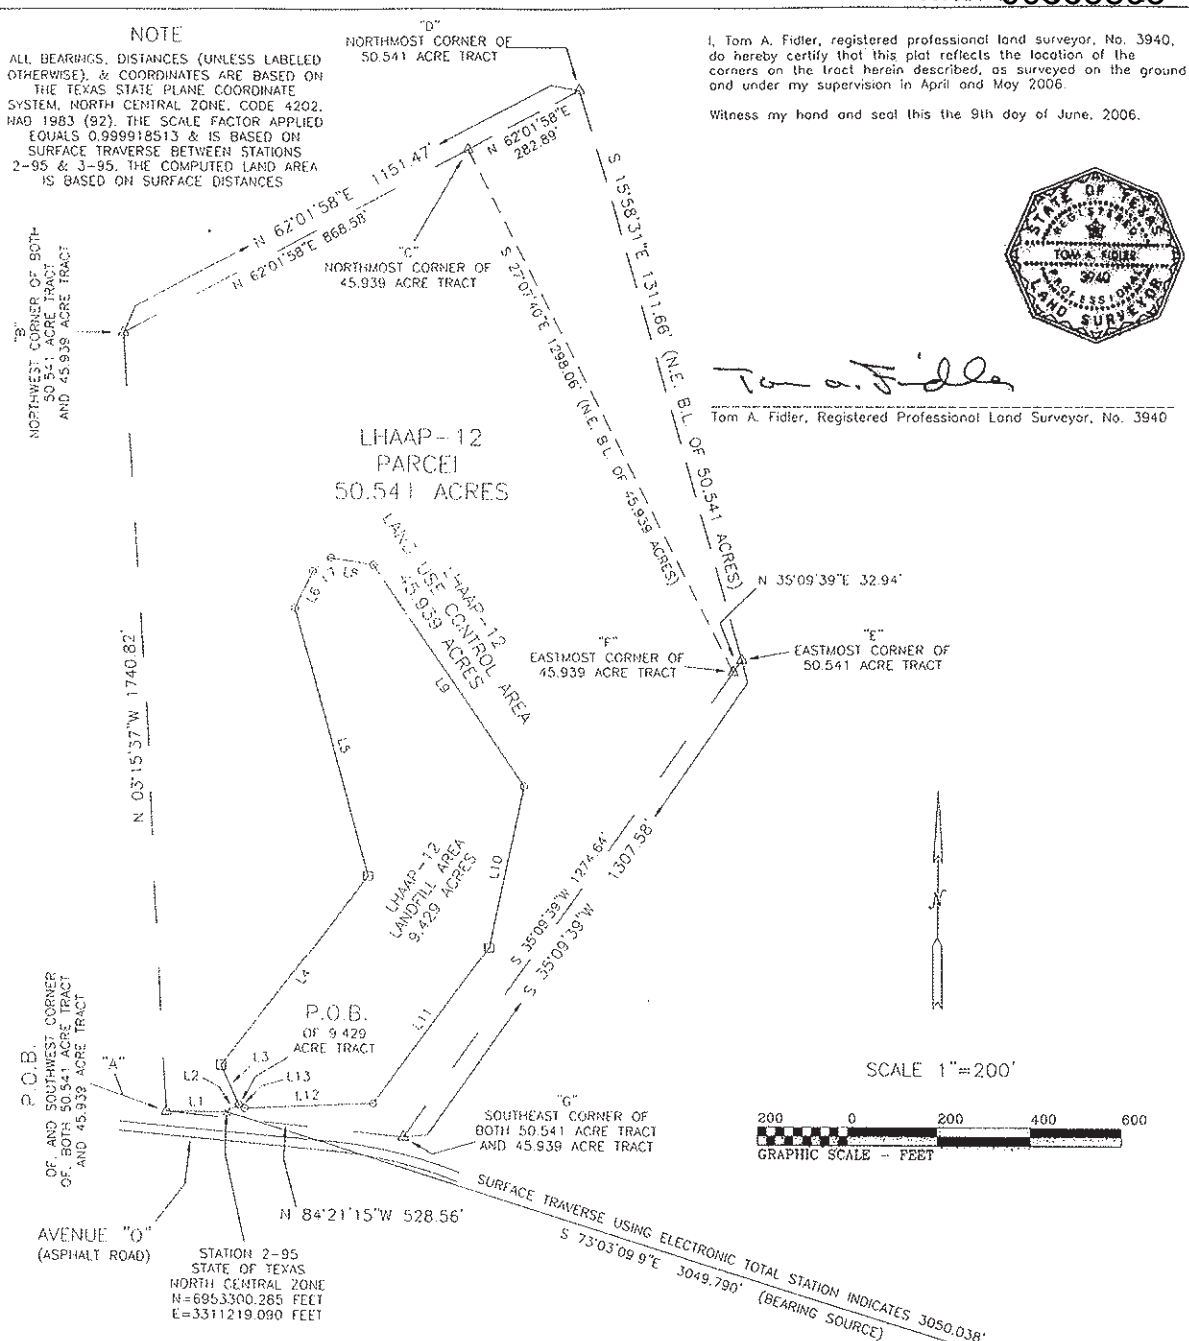 NOTE
ALL BEARINGS, DISTANCES (UNLESS LABELED
OTHERWISE), & COORDINATES ARE BASED ON
THE TEXAS STATE PLANE COORDINATE
SYSTEM, NORTH CENTRAL ZONE, CODE 4202,
NAD 1983 (92). THE SCALE FACTOR APPLIED
EQUALS 0.999918513 & IS BASED ON
SURFACE TRAVERSE BETWEEN STATIONS
2-95 & 3-95. THE COMPUTED LAND AREA
IS BASED ON SURFACE DISTANCES
"D"
NORTHMOST CORNER OF
50.541 ACRE TRACT
I, Tom A. Fidler, registered professional land surveyor, No. 3940,
do hereby certify that this plat reflects the location of the
corners on the tract herein described, as surveyed on the ground
and under my supervision in April and May 2006.
Witness my hand and seal this the 9th day of June, 2006.
STATE OF TEXAS
REGISTERED
TOM A. FIDLER
3940
PROFESSIONAL
LAND SURVEYOR
Tom A. Fidler
Tom A. Fidler, Registered Professional Land Surveyor, No. 3940
N 62°01'58"E 1151.47'
N 62°01'58"E 868.58'
N 62°01'58"E
282.89'
"C"
NORTHMOST CORNER OF
45.939 ACRE TRACT
"B"
NORTHWEST CORNER OF BOTH
50.541 ACRE TRACT
AND 45.939 ACRE TRACT
S 15°58'31"E 1311.66' (N.E. B.L. OF 50.541 ACRES)
S 27°07'40"E 1298.06' (N.E. B.L. OF 45.939 ACRES)
LHAAP-12
PARCEl
50.541 ACRES
LHAAP-12
LAND USE CONTROL AREA
45.939 ACRES
N 35°09'39"E 32.94'
"F"
EASTMOST CORNER OF
45.939 ACRE TRACT
"E"
EASTMOST CORNER OF
50.541 ACRE TRACT
L6
L7
L8
L9
L5
N 03°15'37"W 1740.82'
L10
LHAAP-12
LANDFILL AREA
9.429 ACRES
S 35°09'39"W 1274.64'
S 35°09'39"W 1307.58'
L4
L11
P.O.B.
OF 9.429
ACRE TRACT
P.O.B.
OF, AND SOUTHWEST CORNER
OF, BOTH 50.541 ACRE TRACT
AND 45.939 ACRE TRACT
"A"
L2
L3
L13
L1
L12
"G"
SOUTHEAST CORNER OF
BOTH 50.541 ACRE TRACT
AND 45.939 ACRE TRACT
N
SCALE 1"=200'
200 0 200 400 600
GRAPHIC SCALE - FEET
AVENUE "O"
(ASPHALT ROAD)
N 84°21'15"W 528.56'
STATION 2-95
STATE OF TEXAS
NORTH CENTRAL ZONE
N=6953300.285 FEET
E=3311219.090 FEET
SURFACE TRAVERSE USING ELECTRONIC TOTAL STATION INDICATES 3050.038'
S 73°03'09.9"E 3049.790' (BEARING SOURCE)